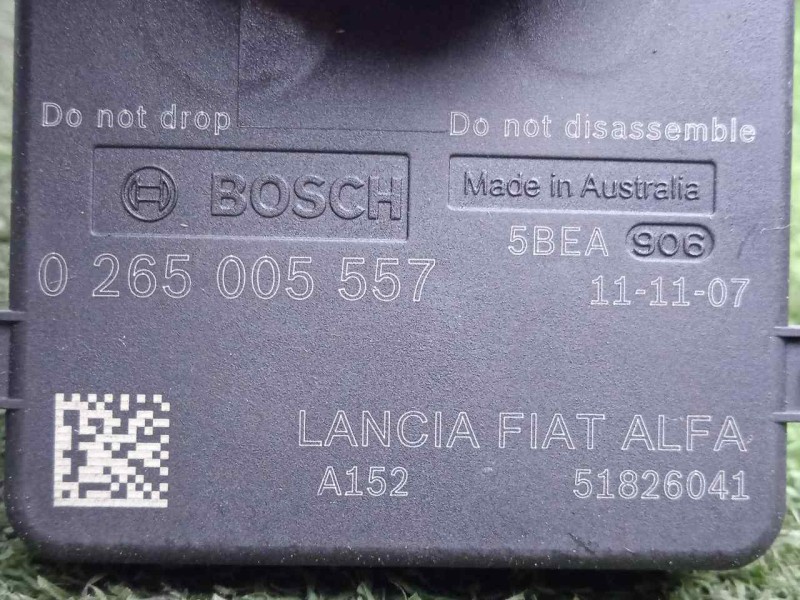 Do not drop
Do not disassemble
BOSCH
Made in Australia
5BEA 906
0 265 005 557
11-11-07
LANCIA FIAT ALFA
A152
51826041